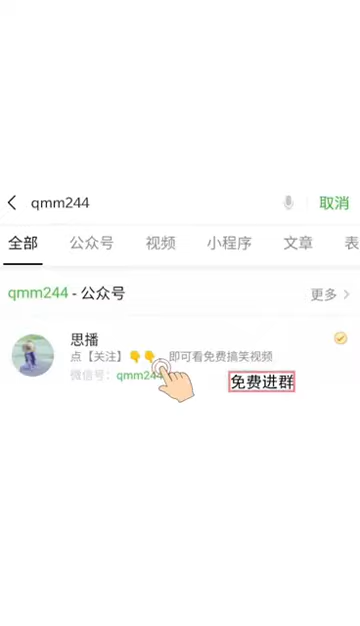 qmm244 取消
全部 公众号 视频 小程序 文章 表
qmm244 - 公众号 更多
思播
点【关注】👇👇 即可看免费搞笑视频
微信号: qmm244
免费进群